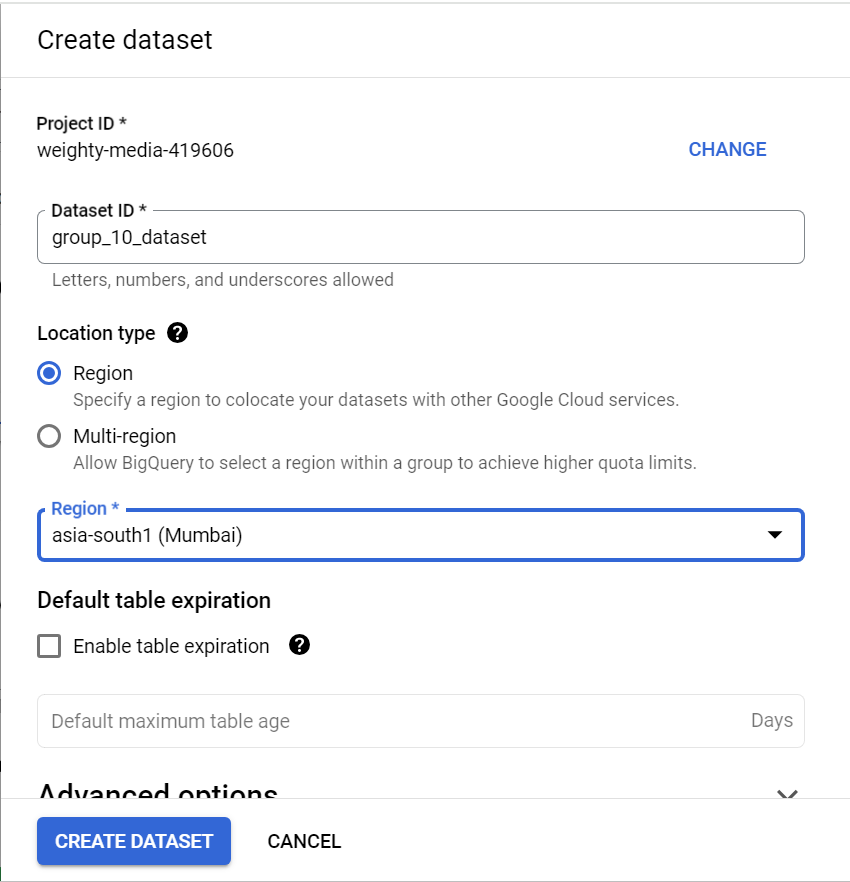 Create dataset
Project ID *
weighty-media-419606
CHANGE
Dataset ID *
group_10_dataset
Letters, numbers, and underscores allowed
Location type ?
Region
Specify a region to colocate your datasets with other Google Cloud services.
Multi-region
Allow BigQuery to select a region within a group to achieve higher quota limits.
Region *
asia-south1 (Mumbai)
Default table expiration
Enable table expiration ?
Default maximum table age Days
Advanced options
CREATE DATASET CANCEL